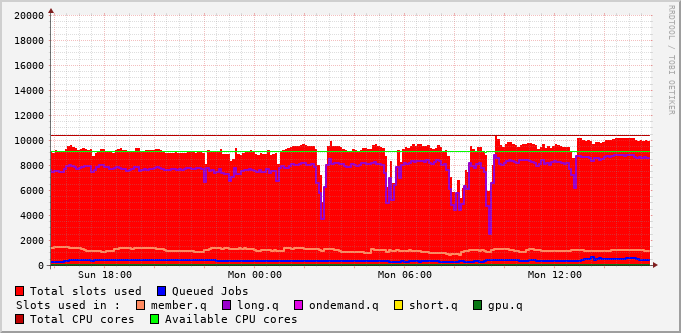 20000
18000
16000
14000
12000
10000
8000
6000
4000
2000
0
Sun 18:00 Mon 00:00 Mon 06:00 Mon 12:00
Total slots used Queued Jobs
Slots used in : member.q long.q ondemand.q short.q gpu.q
Total CPU cores Available CPU cores
RRDTOOL / TOBI OETIKER